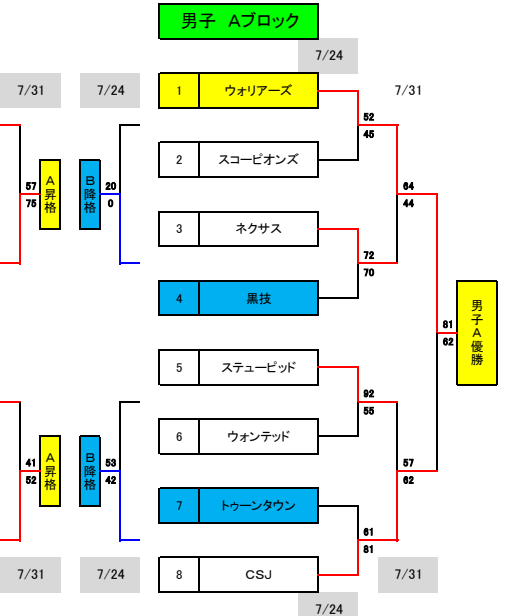 男子 Aブロック
7/24
7/31
7/24
1 ウォリアーズ
7/31
52
45
2 スコーピオンズ
57
75
A昇格
B降格
20
0
64
44
3 ネクサス
72
70
4 黒技
81
62
男子A優勝
5 ステューピッド
92
55
6 ウォンテッド
41
52
A昇格
B降格
53
42
57
62
7 トゥーンタウン
61
81
7/31
7/24
8 CSJ
7/31
7/24